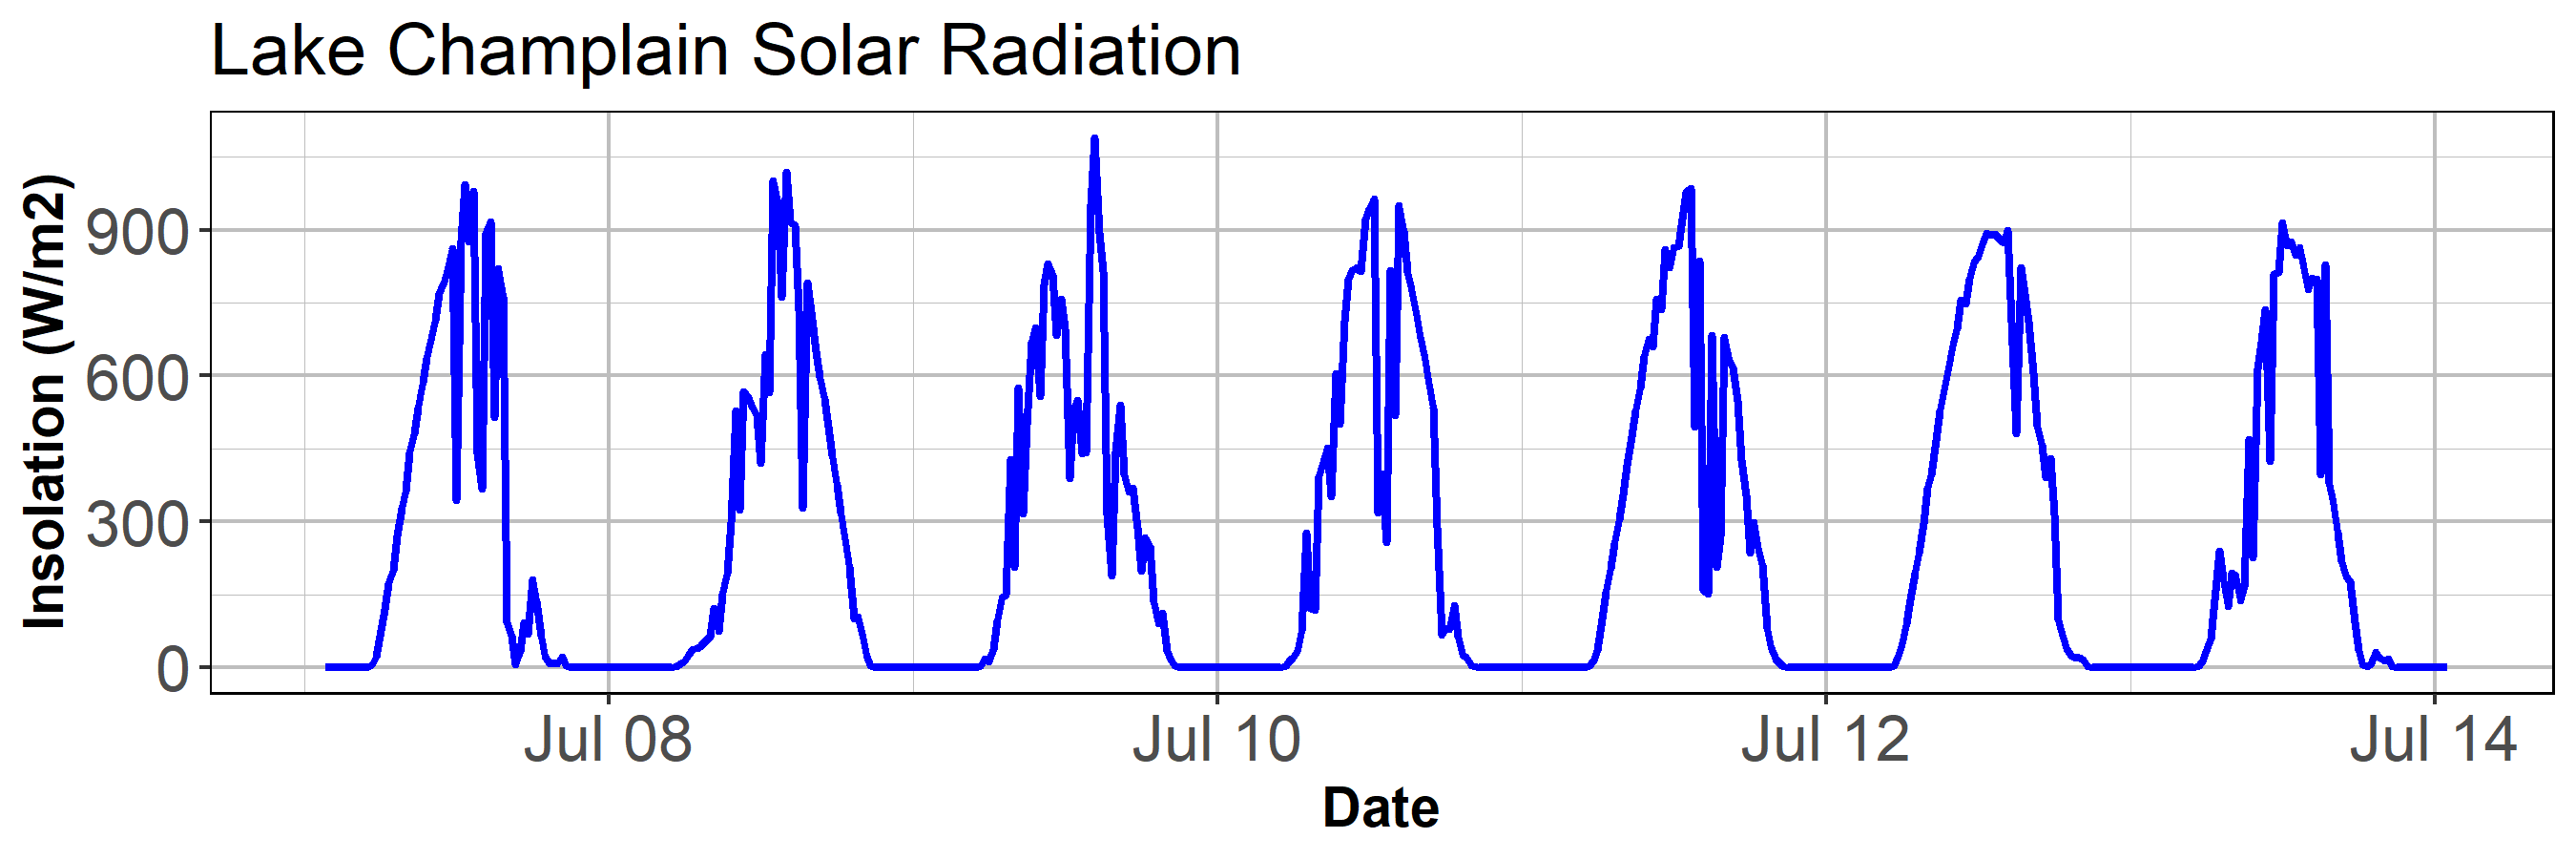 Lake Champlain Solar Radiation
Insolation (W/m2)
900
600
300
0
Jul 08
Jul 10
Jul 12
Jul 14
Date